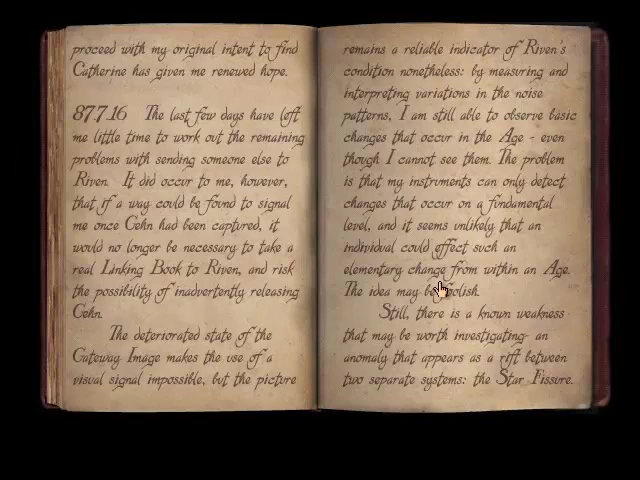 proceed with my original intent to find
Catherine has given me renewed hope.
87.7.16 The last few days have left
me little time to work out the remaining
problems with sending someone else to
Riven. It did occur to me, however,
that if a way could be found to signal
me once Gehn had been captured, it
would no longer be necessary to take a
real Linking Book to Riven, and risk
the possibility of inadvertently releasing
Gehn.
The deteriorated state of the
Gateway Image makes the use of a
visual signal impossible, but the picture
remains a reliable indicator of Riven's
condition nonetheless: by measuring and
interpreting variations in the noise
patterns, I am still able to observe basic
changes that occur in the Age - even
though I cannot see them. The problem
is that my instruments can only detect
changes that occur on a fundamental
level, and it seems unlikely that an
individual could effect such an
elementary change from within an Age.
The idea may be foolish.
Still, there is a known weakness
that may be worth investigating- an
anomaly that appears as a rift between
two separate systems: the Star Fissure.